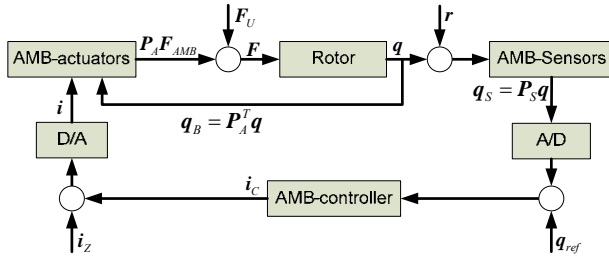 F_U
r
AMB-actuators
P_A F_AMB
F
Rotor
q
AMB-Sensors
i
q_B = P_A^T q
q_S = P_S q
D/A
A/D
i_C
AMB-controller
i_Z
q_ref